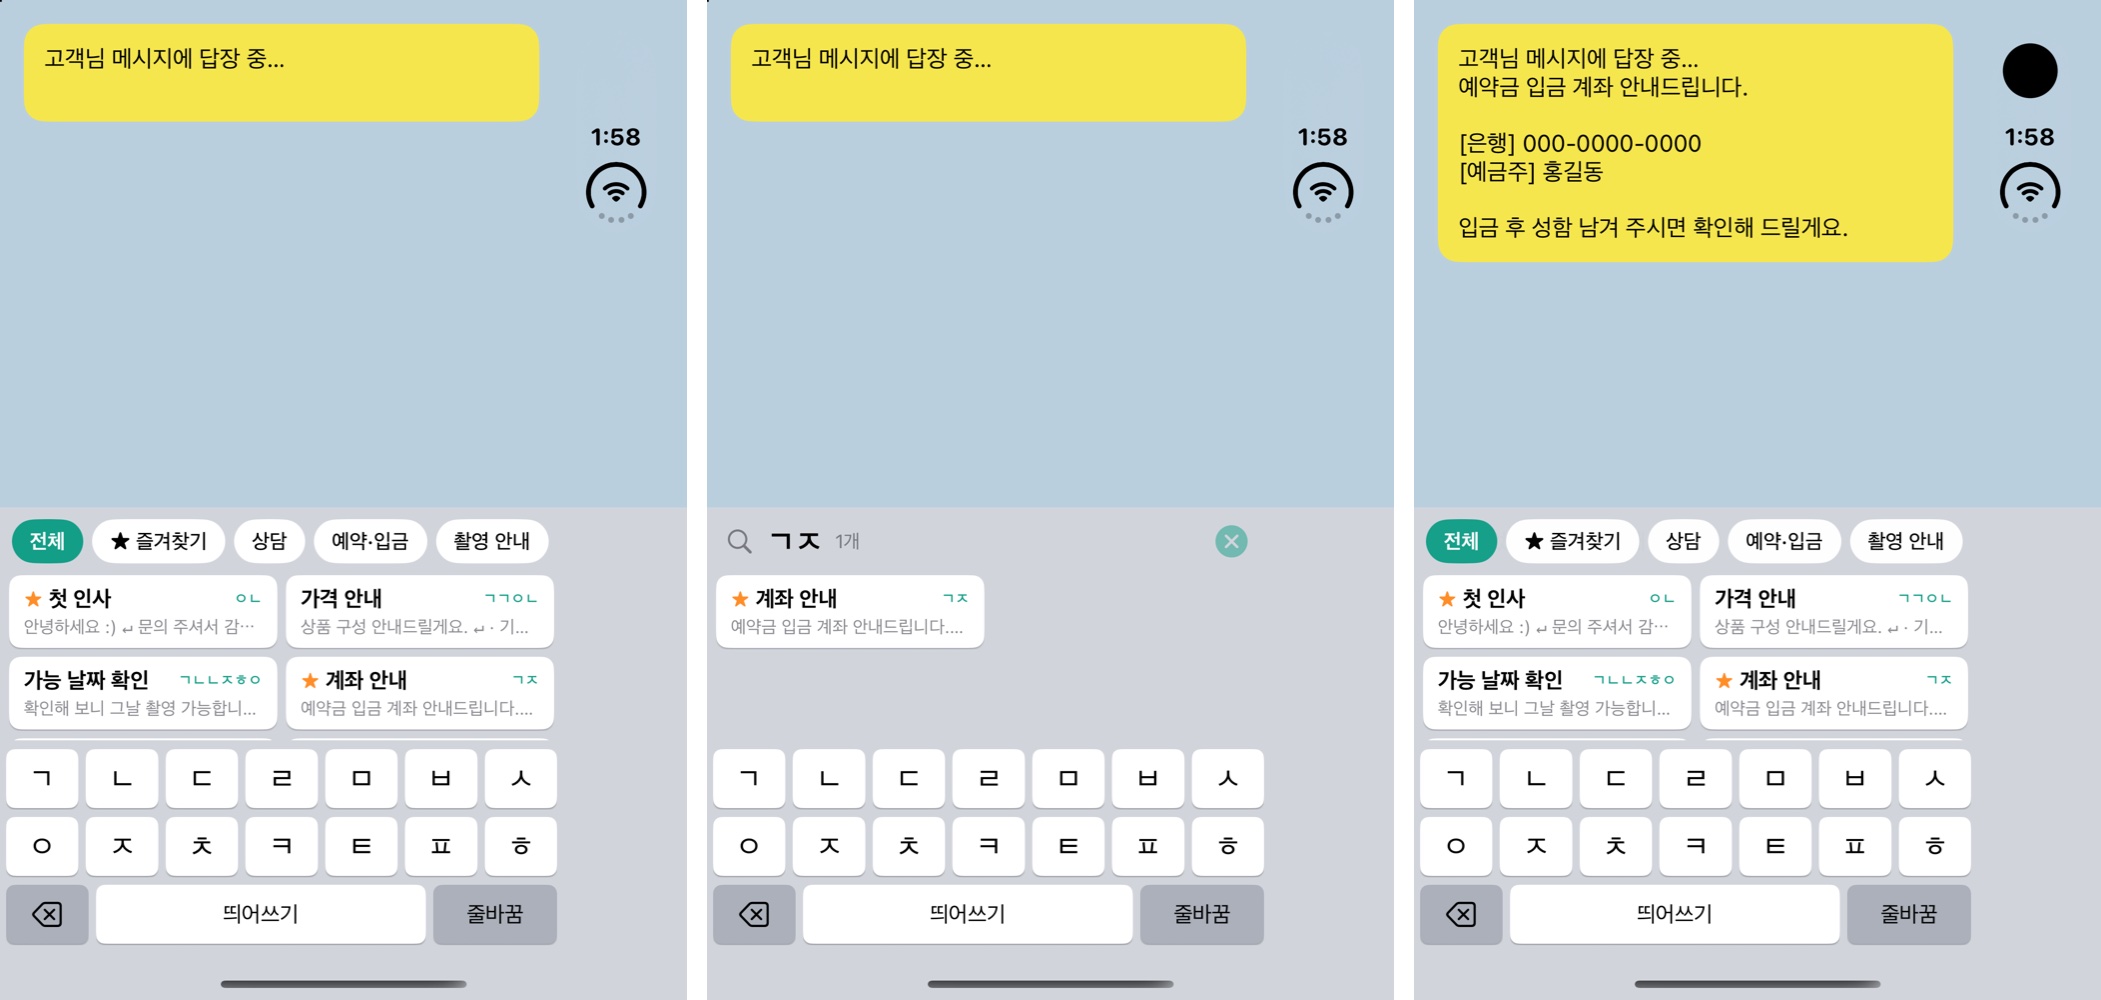 고객님 메시지에 답장 중...
1:58
전체
★ 즐겨찾기
상담
예약·입금
촬영 안내
★ 첫 인사 ㅇㄴ
안녕하세요 :) ↵ 문의 주셔서 감…
가격 안내 ㄱㄱㅇㄴ
상품 구성 안내드릴게요. ↵ · 기...
가능 날짜 확인 ㄱㄴㄴㅈㅎㅇ
확인해 보니 그날 촬영 가능합니...
★ 계좌 안내 ㄱㅈ
예약금 입금 계좌 안내드립니다....
ㄱ ㄴ ㄷ ㄹ ㅁ ㅂ ㅅ
ㅇ ㅈ ㅊ ㅋ ㅌ ㅍ ㅎ
띄어쓰기 줄바꿈
고객님 메시지에 답장 중...
1:58
ㄱㅈ 1개
★ 계좌 안내 ㄱㅈ
예약금 입금 계좌 안내드립니다....
ㄱ ㄴ ㄷ ㄹ ㅁ ㅂ ㅅ
ㅇ ㅈ ㅊ ㅋ ㅌ ㅍ ㅎ
띄어쓰기 줄바꿈
고객님 메시지에 답장 중...
예약금 입금 계좌 안내드립니다.
[은행] 000-0000-0000
[예금주] 홍길동
입금 후 성함 남겨 주시면 확인해 드릴게요.
1:58
전체
★ 즐겨찾기
상담
예약·입금
촬영 안내
★ 첫 인사 ㅇㄴ
안녕하세요 :) ↵ 문의 주셔서 감…
가격 안내 ㄱㄱㅇㄴ
상품 구성 안내드릴게요. ↵ · 기...
가능 날짜 확인 ㄱㄴㄴㅈㅎㅇ
확인해 보니 그날 촬영 가능합니...
★ 계좌 안내 ㄱㅈ
예약금 입금 계좌 안내드립니다....
ㄱ ㄴ ㄷ ㄹ ㅁ ㅂ ㅅ
ㅇ ㅈ ㅊ ㅋ ㅌ ㅍ ㅎ
띄어쓰기 줄바꿈